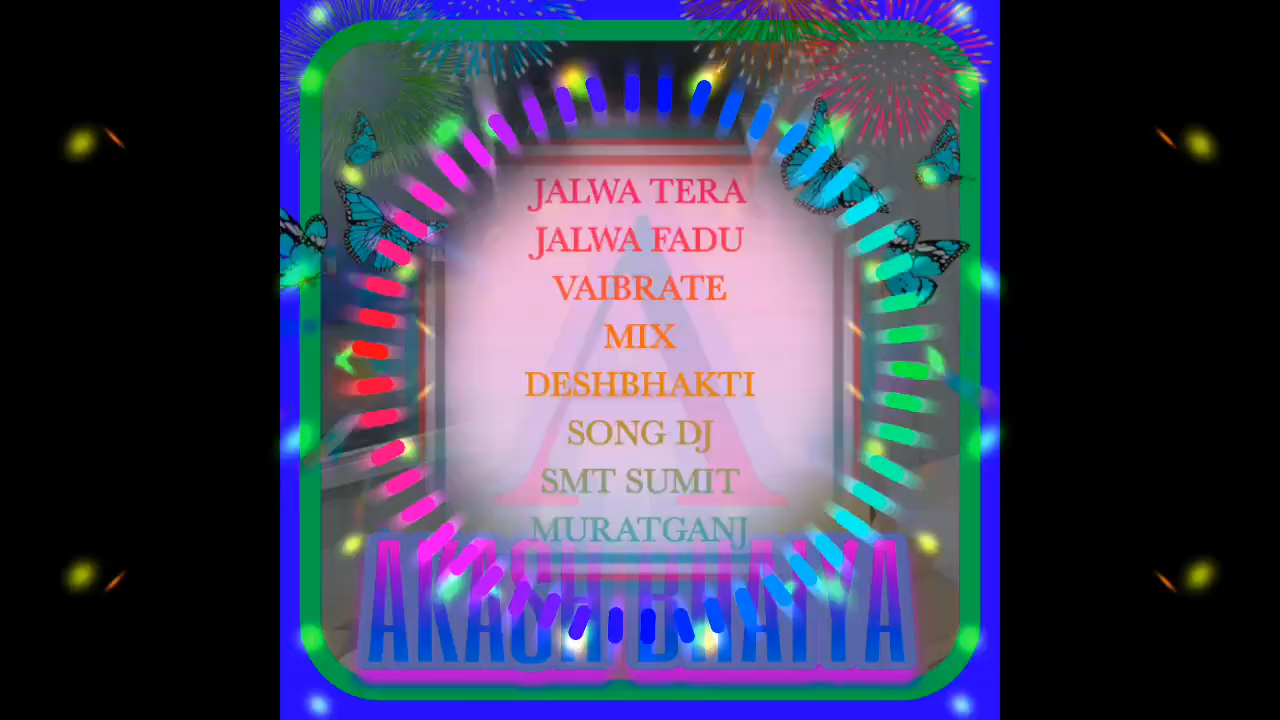 JALWA TERA
JALWA FADU
VAIBRATE
MIX
DESHBHAKTI
SONG DJ
SMT SUMIT
MURATGANJ
AKASH BHAIYA
A